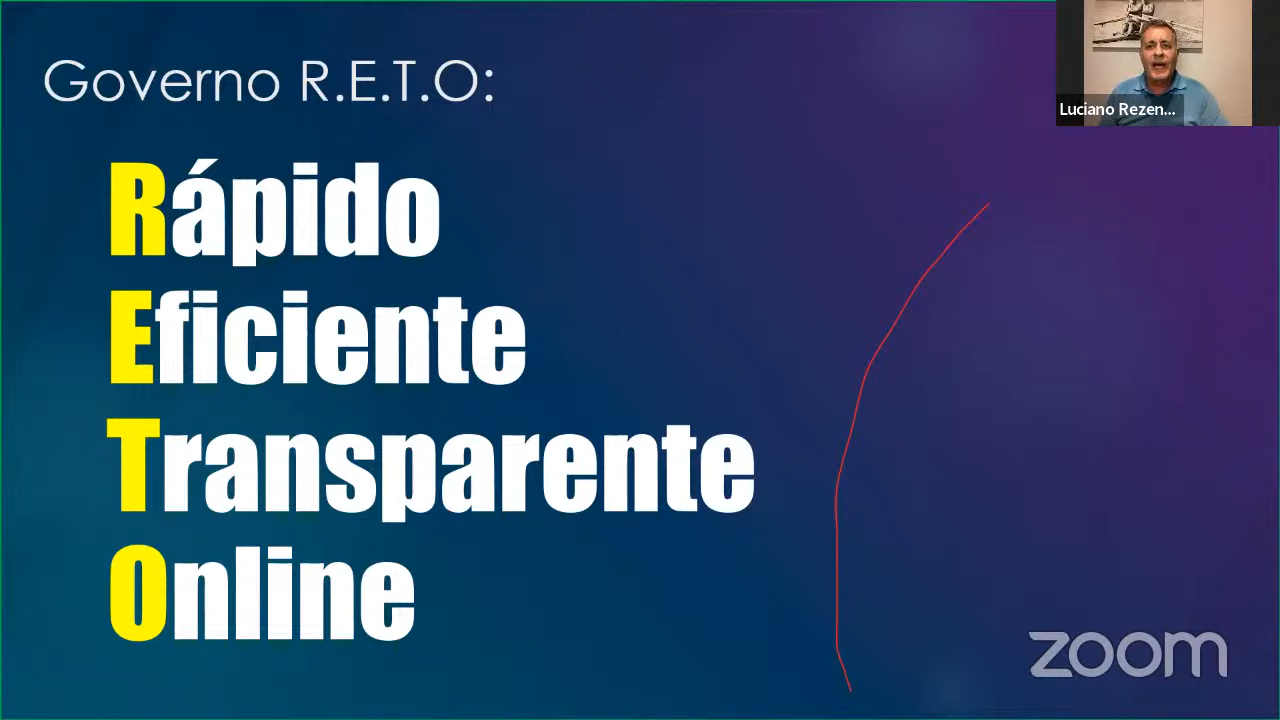 Governo R.E.T.O:
Luciano Rezen...
Rápido
Eficiente
Transparente
Online
zoom